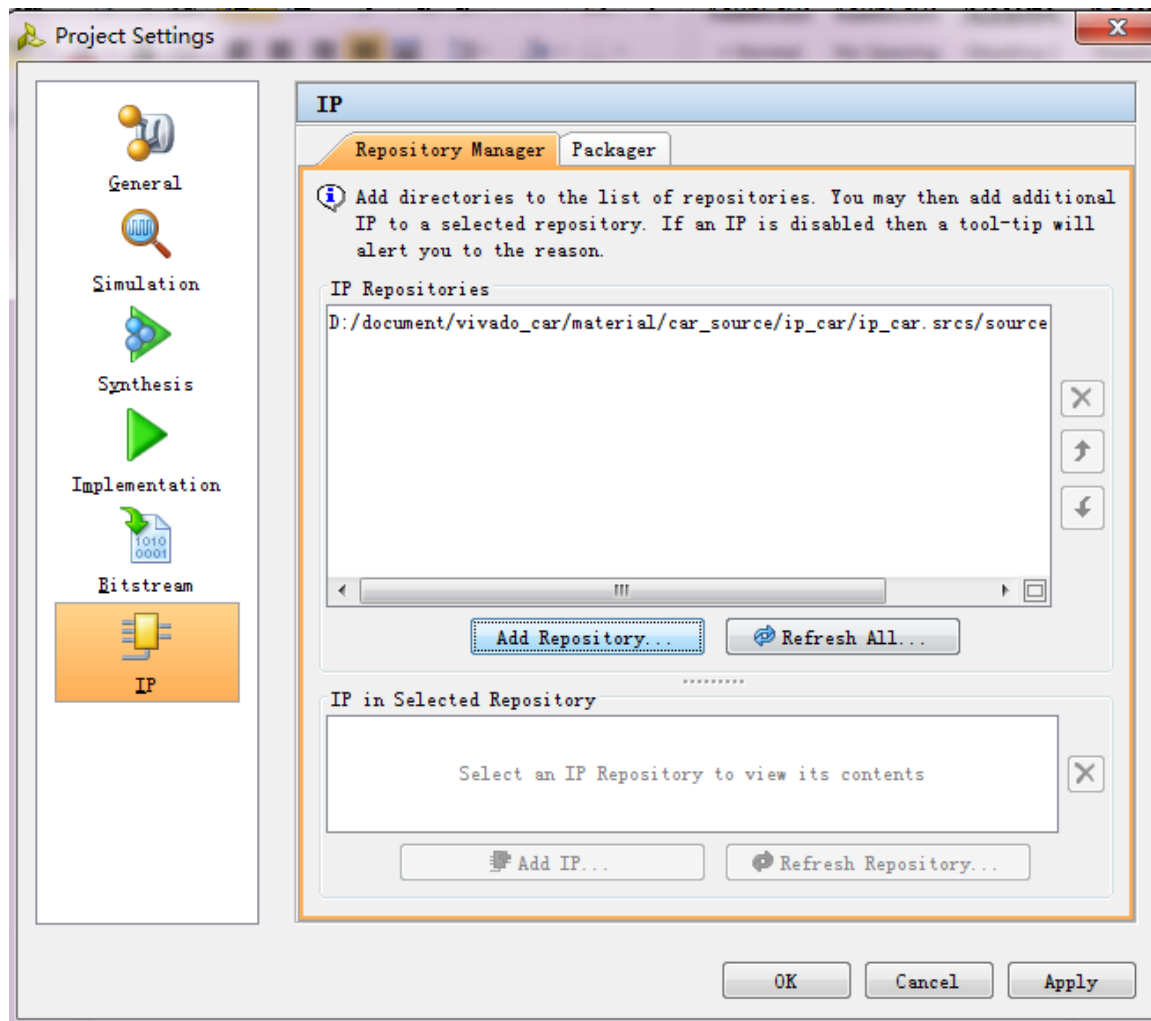 Project Settings
General
Simulation
Synthesis
Implementation
1010
0001
Bitstream
IP
IP
Repository Manager
Packager
Add directories to the list of repositories. You may then add additional
IP to a selected repository. If an IP is disabled then a tool-tip will
alert you to the reason.
IP Repositories
D:/document/vivado_car/material/car_source/ip_car/ip_car.srcs/source
Add Repository...
Refresh All...
IP in Selected Repository
Select an IP Repository to view its contents
Add IP...
Refresh Repository...
OK
Cancel
Apply